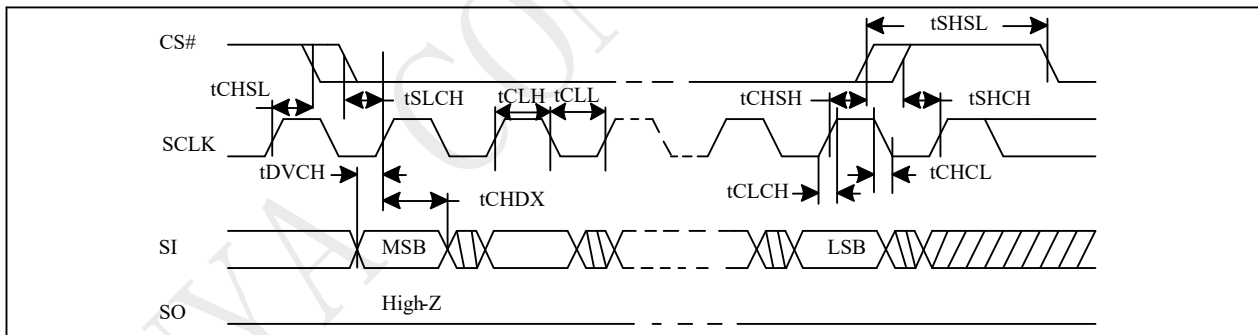 tSHSL
CS#
tCHSL
tSLCH
tCLH
tCLL
tCHSH
tSHCH
SCLK
tDVCH
tCHDX
tCLCH
tCHCL
SI
MSB
LSB
SO
High-Z